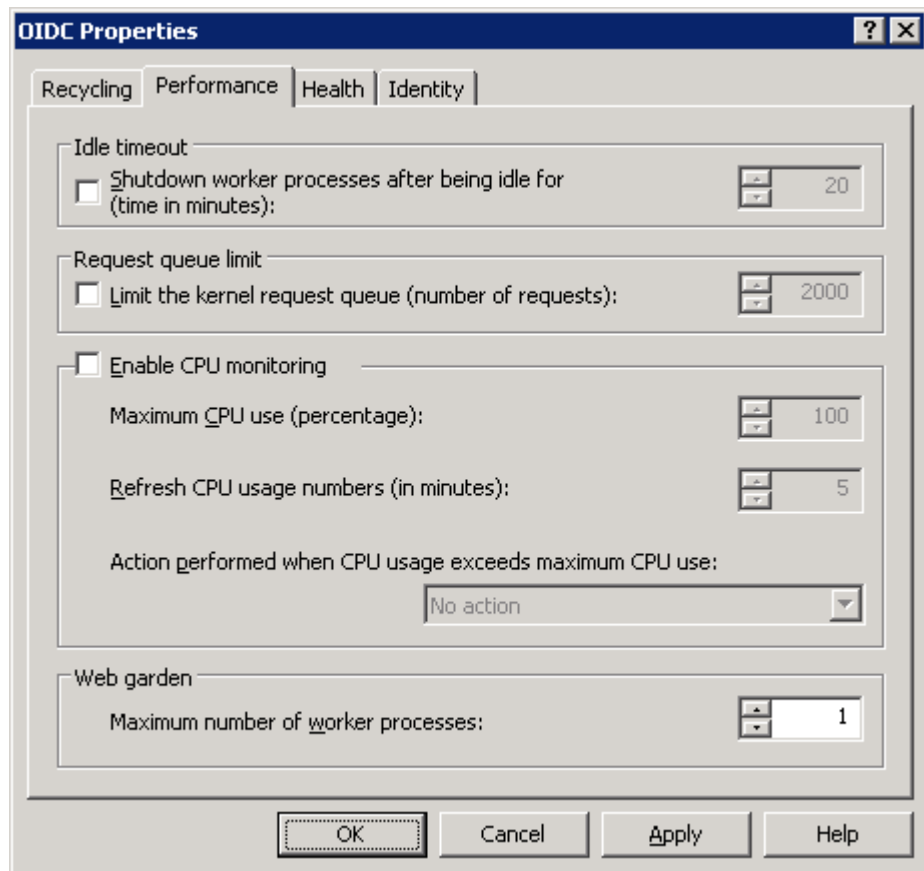 OIDC Properties
Recycling Performance Health Identity
Idle timeout
Shutdown worker processes after being idle for
(time in minutes):
20
Request queue limit
Limit the kernel request queue (number of requests):
2000
Enable CPU monitoring
Maximum CPU use (percentage):
100
Refresh CPU usage numbers (in minutes):
5
Action performed when CPU usage exceeds maximum CPU use:
No action
Web garden
Maximum number of worker processes:
1
OK Cancel Apply Help